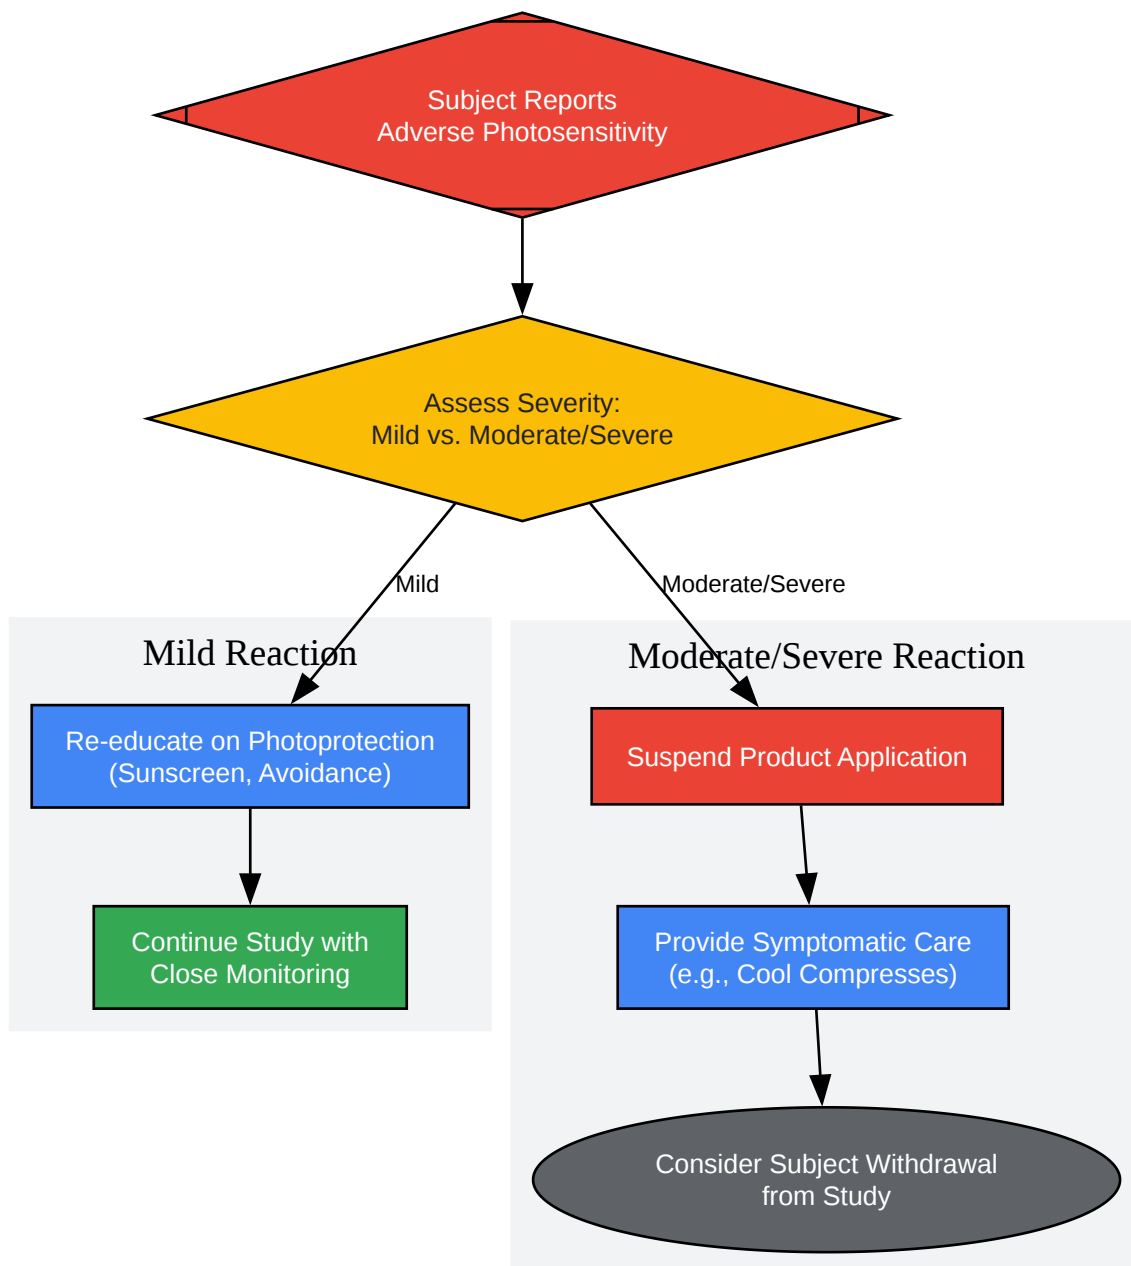 Subject Reports
Adverse Photosensitivity
Assess Severity:
Mild vs. Moderate/Severe
Mild
Moderate/Severe
Mild Reaction
Re-educate on Photoprotection
(Sunscreen, Avoidance)
Continue Study with
Close Monitoring
Moderate/Severe Reaction
Suspend Product Application
Provide Symptomatic Care
(e.g., Cool Compresses)
Consider Subject Withdrawal
from Study